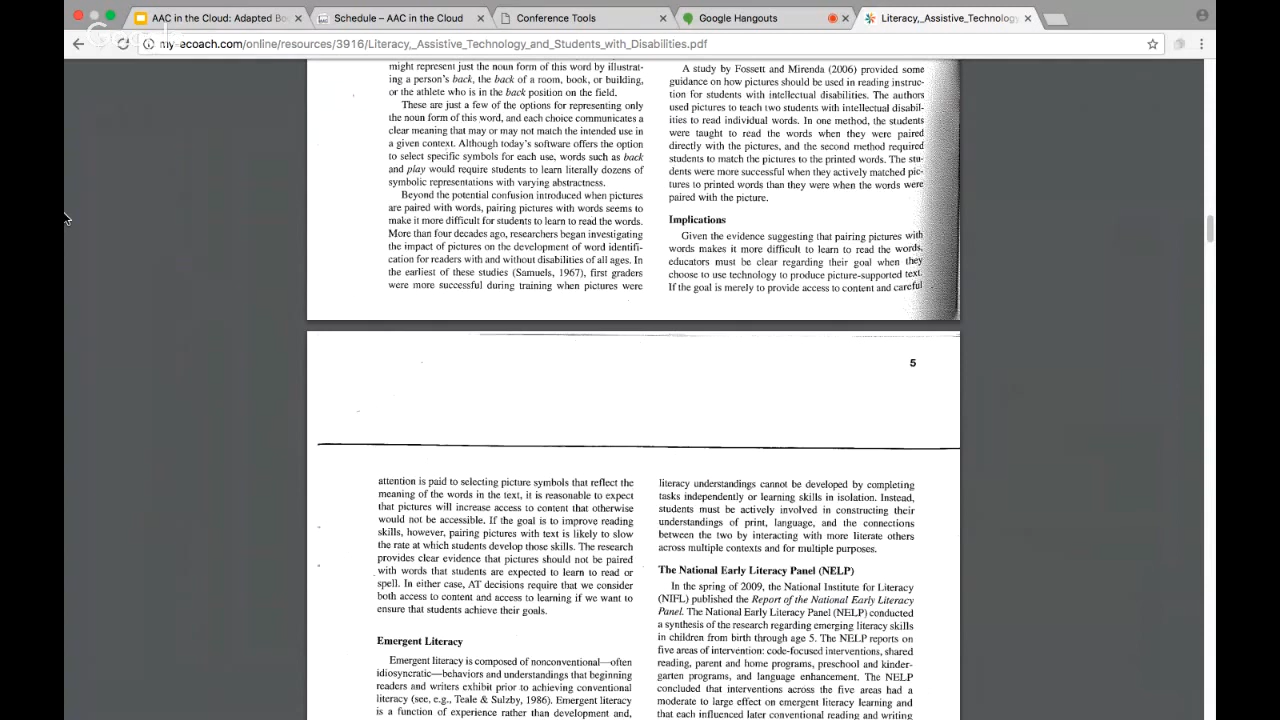 AAC in the Cloud: Adapted Bo
Schedule – AAC in the Cloud
Conference Tools
Google Hangouts
Literacy,_Assistive_Technology
my-ecoach.com/online/resources/3916/Literacy,_Assistive_Technology_and_Students_with_Disabilities.pdf
might represent just the noun form of this word by illustrat-
ing a person's back, the back of a room, book, or building,
or the athlete who is in the back position on the field.
These are just a few of the options for representing only
the noun form of this word, and each choice communicates a
clear meaning that may or may not match the intended use in
a given context. Although today's software offers the option
to select specific symbols for each use, words such as back
and play would require students to learn literally dozens of
symbolic representations with varying abstractness.
Beyond the potential confusion introduced when pictures
are paired with words, pairing pictures with words seems to
make it more difficult for students to learn to read the words.
More than four decades ago, researchers began investigating
the impact of pictures on the development of word identifi-
cation for readers with and without disabilities of all ages. In
the earliest of these studies (Samuels, 1967), first graders
were more successful during training when pictures were
A study by Fossett and Mirenda (2006) provided some
guidance on how pictures should be used in reading instruc-
tion for students with intellectual disabilities. The authors
used pictures to teach two students with intellectual disabil-
ities to read individual words. In one method, the students
were taught to read the words when they were paired
directly with the pictures, and the second method required
students to match the pictures to the printed words. The stu-
dents were more successful when they actively matched pic-
tures to printed words than they were when the words were
paired with the picture.
Implications
Given the evidence suggesting that pairing pictures with
words makes it more difficult to learn to read the words,
educators must be clear regarding their goal when they
choose to use technology to produce picture-supported text.
If the goal is merely to provide access to content and careful
5
attention is paid to selecting picture symbols that reflect the
meaning of the words in the text, it is reasonable to expect
that pictures will increase access to content that otherwise
would not be accessible. If the goal is to improve reading
skills, however, pairing pictures with text is likely to slow
the rate at which students develop those skills. The research
provides clear evidence that pictures should not be paired
with words that students are expected to learn to read or
spell. In either case, AT decisions require that we consider
both access to content and access to learning if we want to
ensure that students achieve their goals.
Emergent Literacy
Emergent literacy is composed of nonconventional—often
idiosyncratic—behaviors and understandings that beginning
readers and writers exhibit prior to achieving conventional
literacy (see, e.g., Teale & Sulzby, 1986). Emergent literacy
is a function of experience rather than development and,
literacy understandings cannot be developed by completing
tasks independently or learning skills in isolation. Instead,
students must be actively involved in constructing their
understandings of print, language, and the connections
between the two by interacting with more literate others
across multiple contexts and for multiple purposes.
The National Early Literacy Panel (NELP)
In the spring of 2009, the National Institute for Literacy
(NIFL) published the Report of the National Early Literacy
Panel. The National Early Literacy Panel (NELP) conducted
a synthesis of the research regarding emerging literacy skills
in children from birth through age 5. The NELP reports on
five areas of intervention: code-focused interventions, shared
reading, parent and home programs, preschool and kinder-
garten programs, and language enhancement. The NELP
concluded that interventions across the five areas had a
moderate to large effect on emergent literacy learning and
that each influenced later conventional reading and writing